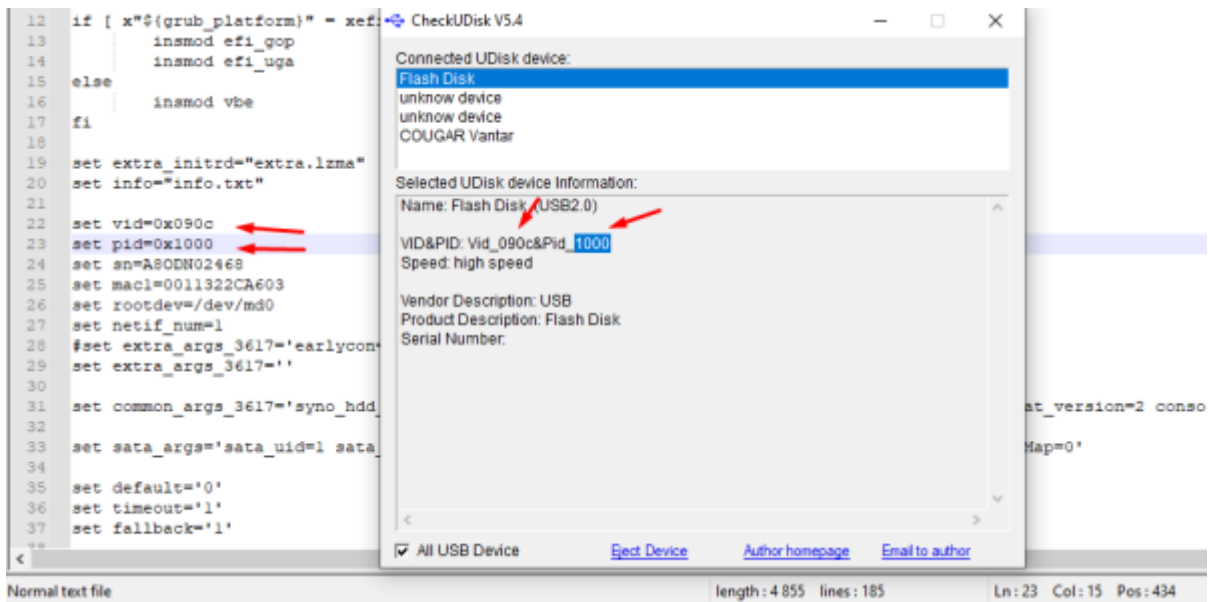 12 if [ x"${grub_platform}" = xef
13 insmod efi_gop
14 insmod efi_uga
15 else
16 insmod vbe
17 fi
18
19 set extra_initrd="extra.lzma"
20 set info="info.txt"
21
22 set vid=0x090c
23 set pid=0x1000
24 set sn=A8ODN02468
25 set mac1=0011322CA603
26 set rootdev=/dev/md0
27 set netif_num=1
28 #set extra_args_3617='earlycon=
29 set extra_args_3617=''
30
31 set common_args_3617='syno_hdd_
32
33 set sata_args='sata_uid=1 sata_
34
35 set default='0'
36 set timeout='1'
37 set fallback='1'
CheckUDisk V5.4
Connected UDisk device:
Flash Disk
unknow device
unknow device
COUGAR Vantar
Selected UDisk device Information:
Name: Flash Disk (USB2.0)
VID&PID: Vid_090c&Pid_1000
Speed: high speed
Vendor Description: USB
Product Description: Flash Disk
Serial Number:
All USB Device Eject Device Author homepage Email to author
at_version=2 conso
Map=0'
Normal text file length : 4 855 lines : 185 Ln : 23 Col : 15 Pos : 434